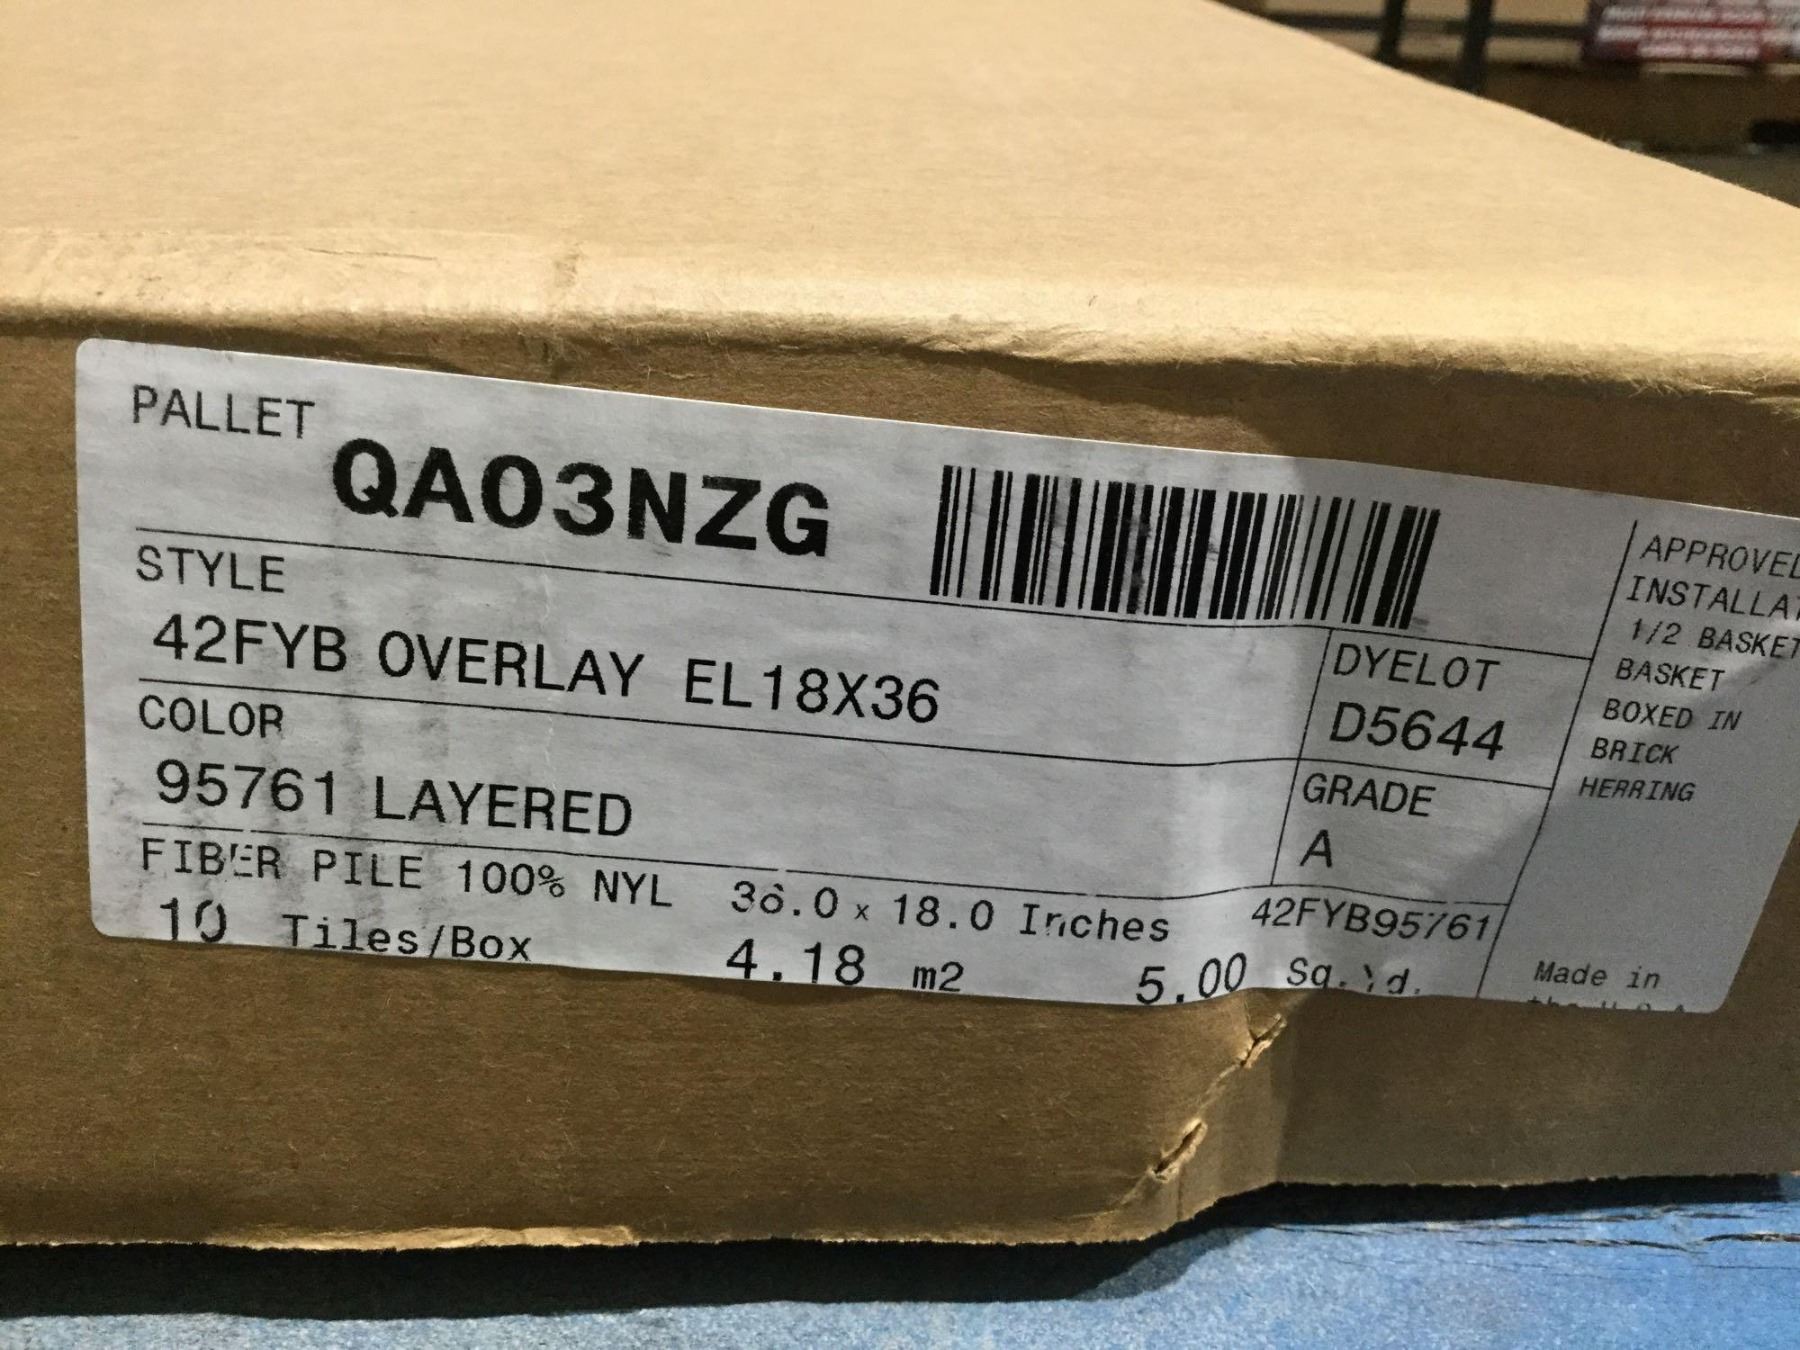 PALLET
QA03NZG
STYLE
42FYB OVERLAY EL18X36
COLOR
95761 LAYERED
DYELOT
D5644
GRADE
A
FIBER PILE 100% NYL 36.0 x 18.0 Inches 42FYB95761
10 Tiles/Box 4.18 m2 5.00 Sq.Yd.
APPROVED
INSTALLAT
1/2 BASKET
BASKET
BOXED IN
BRICK
HERRING
Made in
the U.S.A